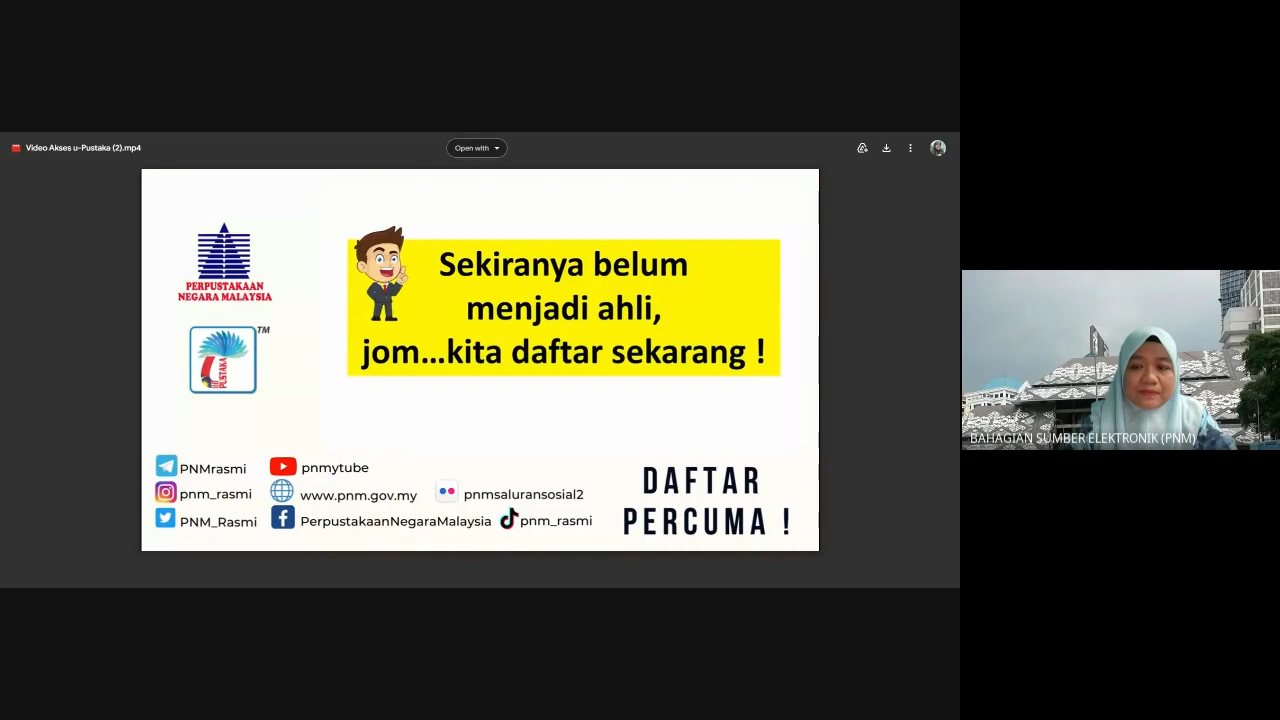 Video Akses u-Pustaka (2).mp4
Open with
PERPUSTAKAAN
NEGARA MALAYSIA
TM
U PUSTAKA
Sekiranya belum
menjadi ahli,
jom...kita daftar sekarang !
PNMrasmi
pnmytube
pnm_rasmi
www.pnm.gov.my
pnmsaluransosial2
PNM_Rasmi
PerpustakaanNegaraMalaysia
pnm_rasmi
DAFTAR
PERCUMA !
BAHAGIAN SUMBER ELEKTRONIK (PNM)